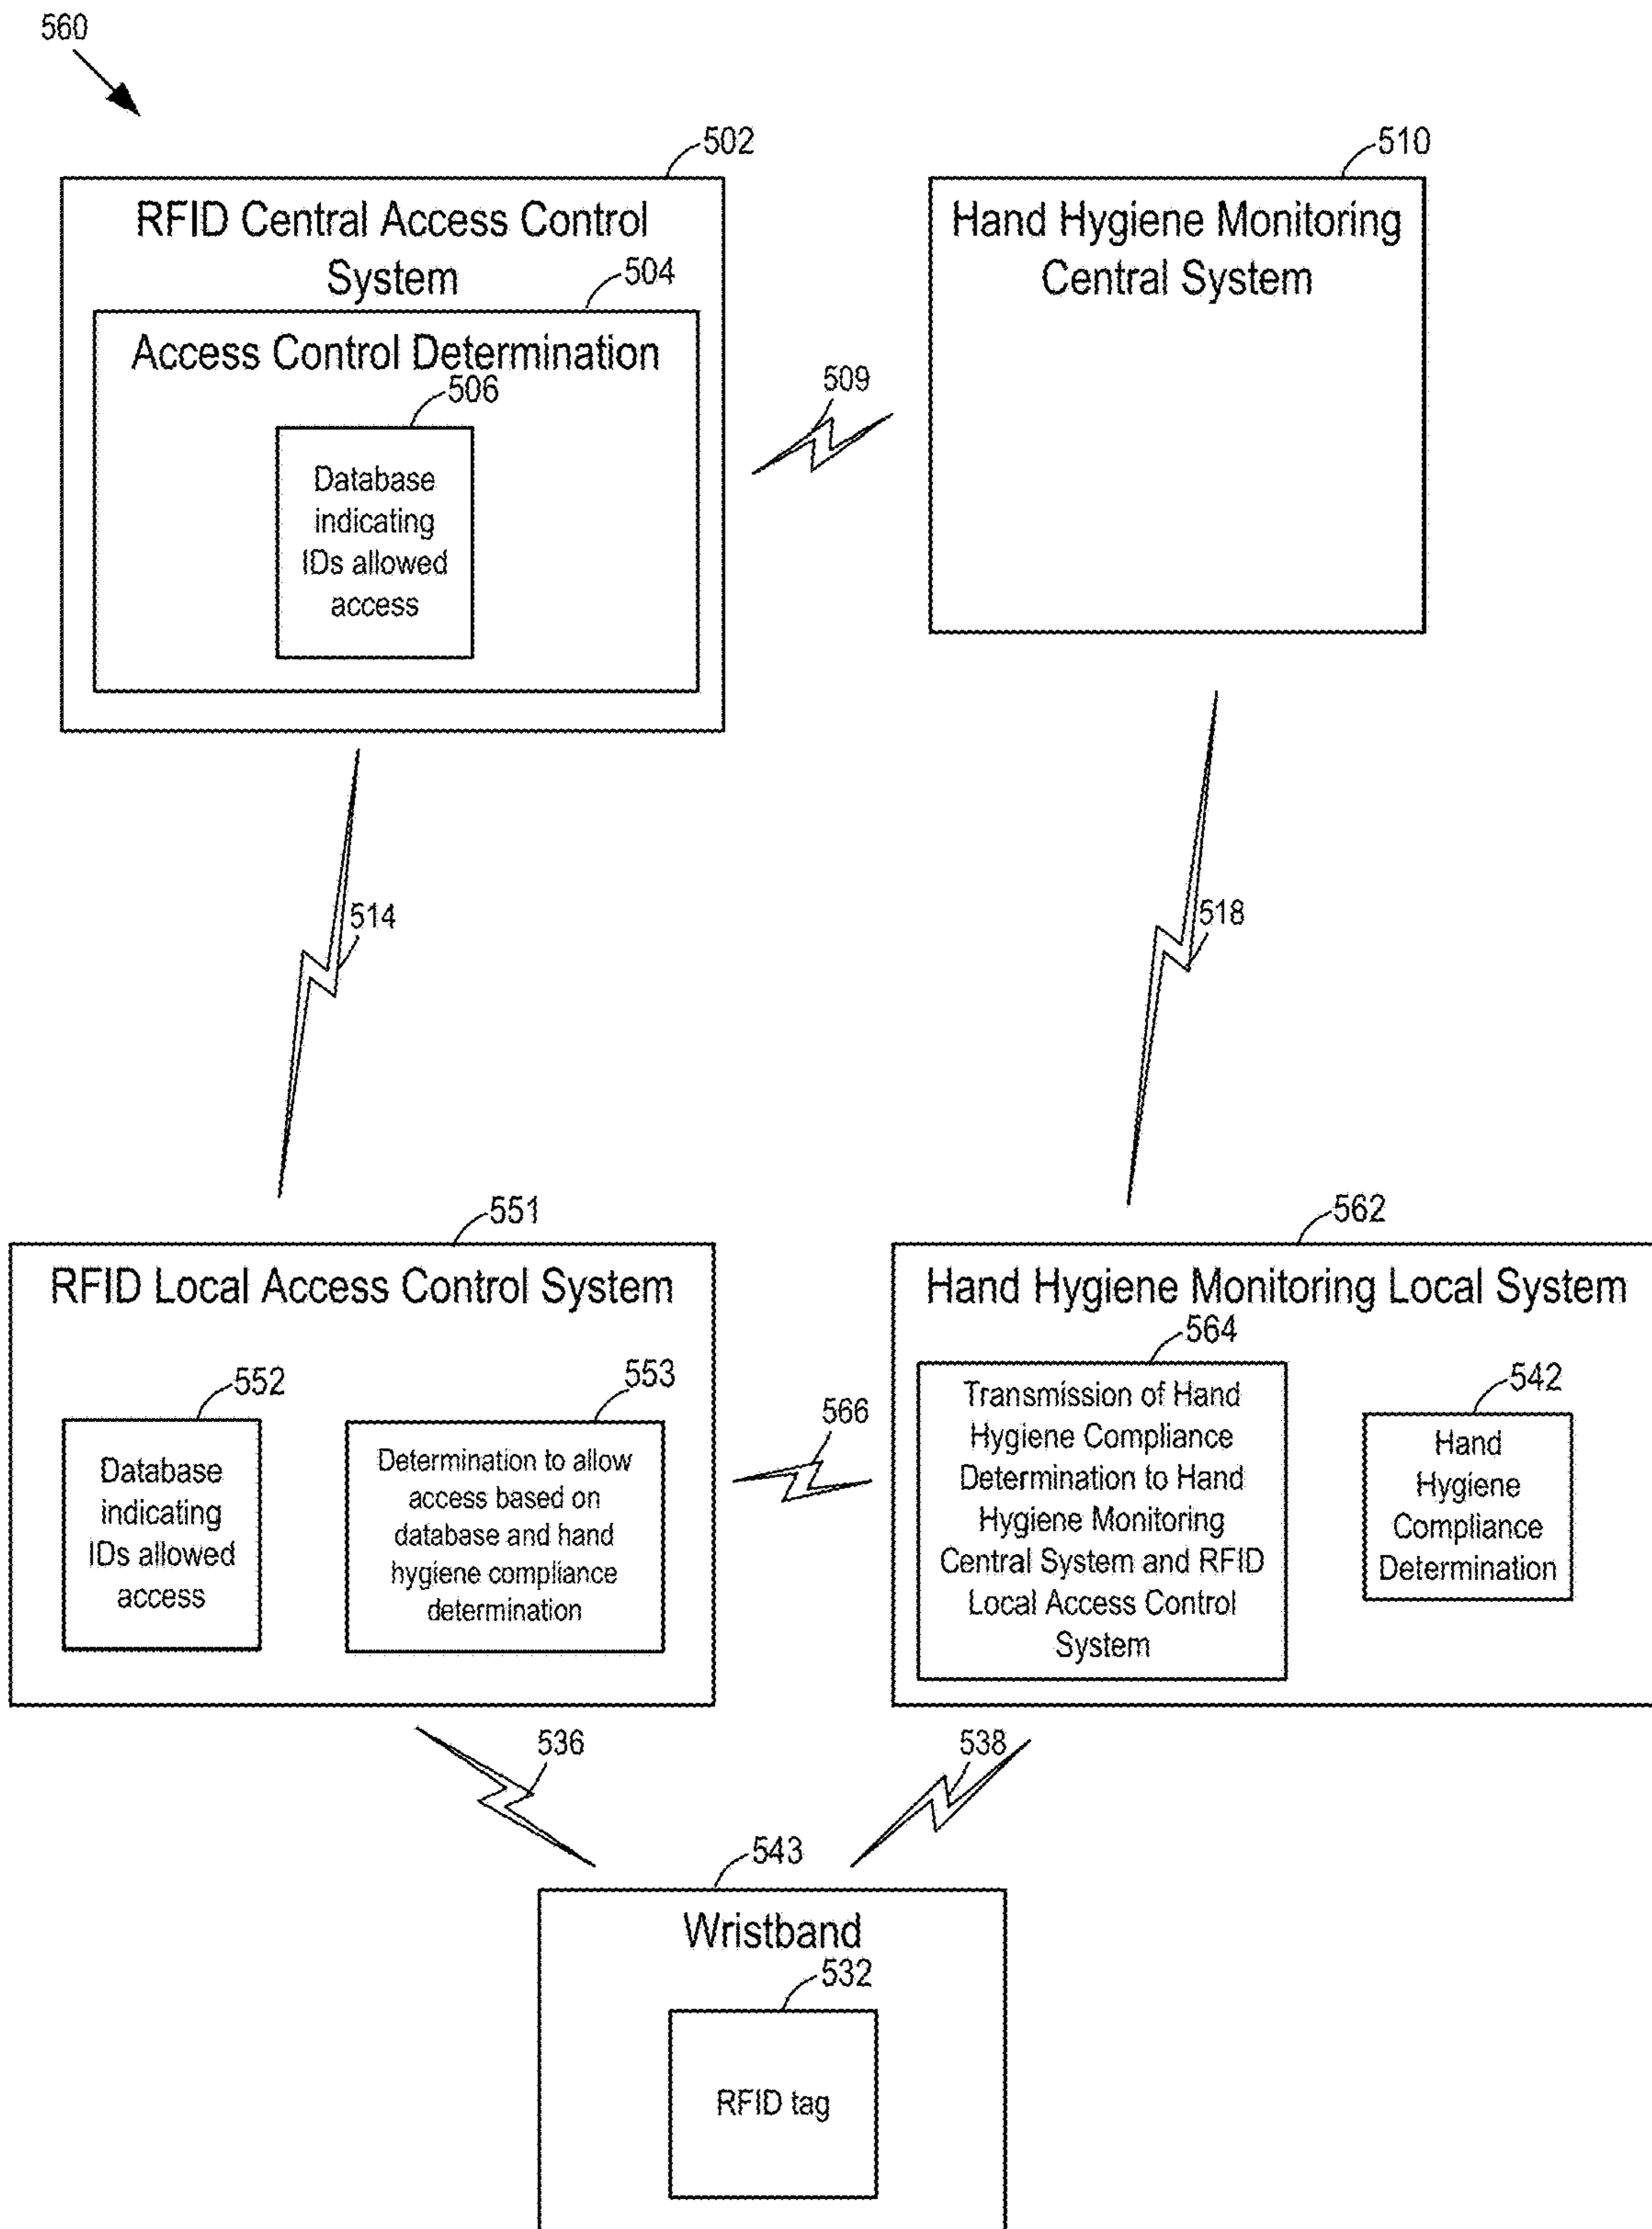 560
502
RFID Central Access Control
System
504
Access Control Determination
506
Database
indicating
IDs allowed
access
509
510
Hand Hygiene Monitoring
Central System
514
518
551
RFID Local Access Control System
552
Database
indicating
IDs allowed
access
553
Determination to allow
access based on
database and hand
hygiene compliance
determination
566
562
Hand Hygiene Monitoring Local System
564
Transmission of Hand
Hygiene Compliance
Determination to Hand
Hygiene Monitoring
Central System and RFID
Local Access Control
System
542
Hand
Hygiene
Compliance
Determination
536
538
543
Wristband
532
RFID tag